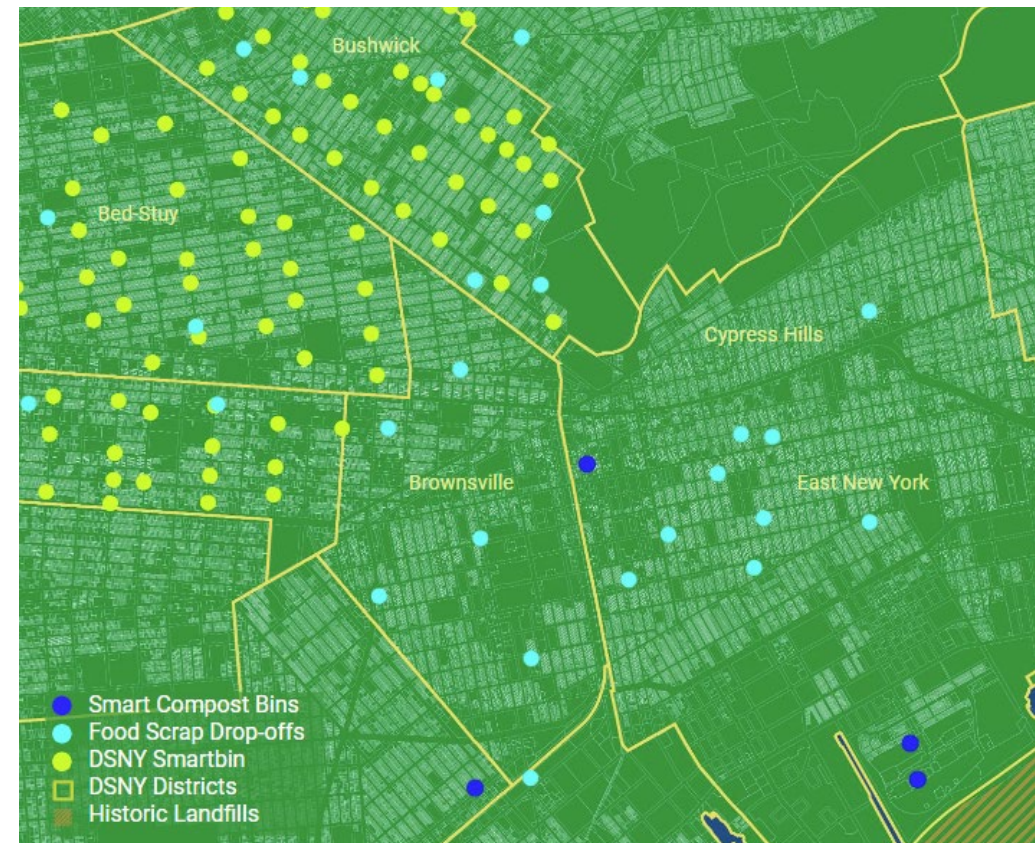 Bushwick
Bed-Stuy
Cypress Hills
Brownsville
East New York
Smart Compost Bins
Food Scrap Drop-offs
DSNY Smartbin
DSNY Districts
Historic Landfills